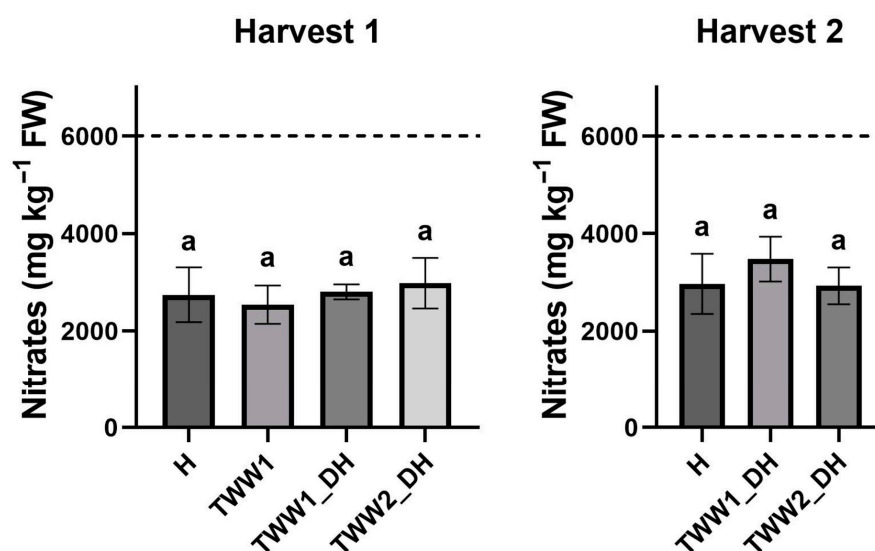 Harvest 1
Nitrates (mg kg⁻¹ FW)
6000
4000
2000
0
a
a
a
a
H
TWW1
TWW1_DH
TWW2_DH
Harvest 2
Nitrates (mg kg⁻¹ FW)
6000
4000
2000
0
a
a
a
H
TWW1_DH
TWW2_DH